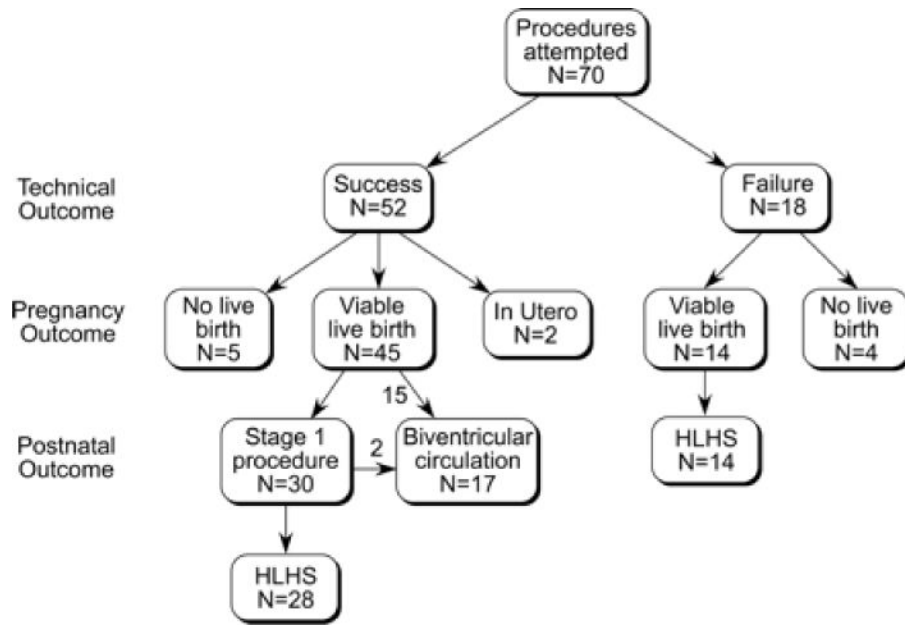 Procedures
attempted
N=70
Technical
Outcome
Success
N=52
Failure
N=18
Pregnancy
Outcome
No live
birth
N=5
Viable
live birth
N=45
In Utero
N=2
Viable
live birth
N=14
No live
birth
N=4
15
Postnatal
Outcome
Stage 1
procedure
N=30
2
Biventricular
circulation
N=17
HLHS
N=14
HLHS
N=28